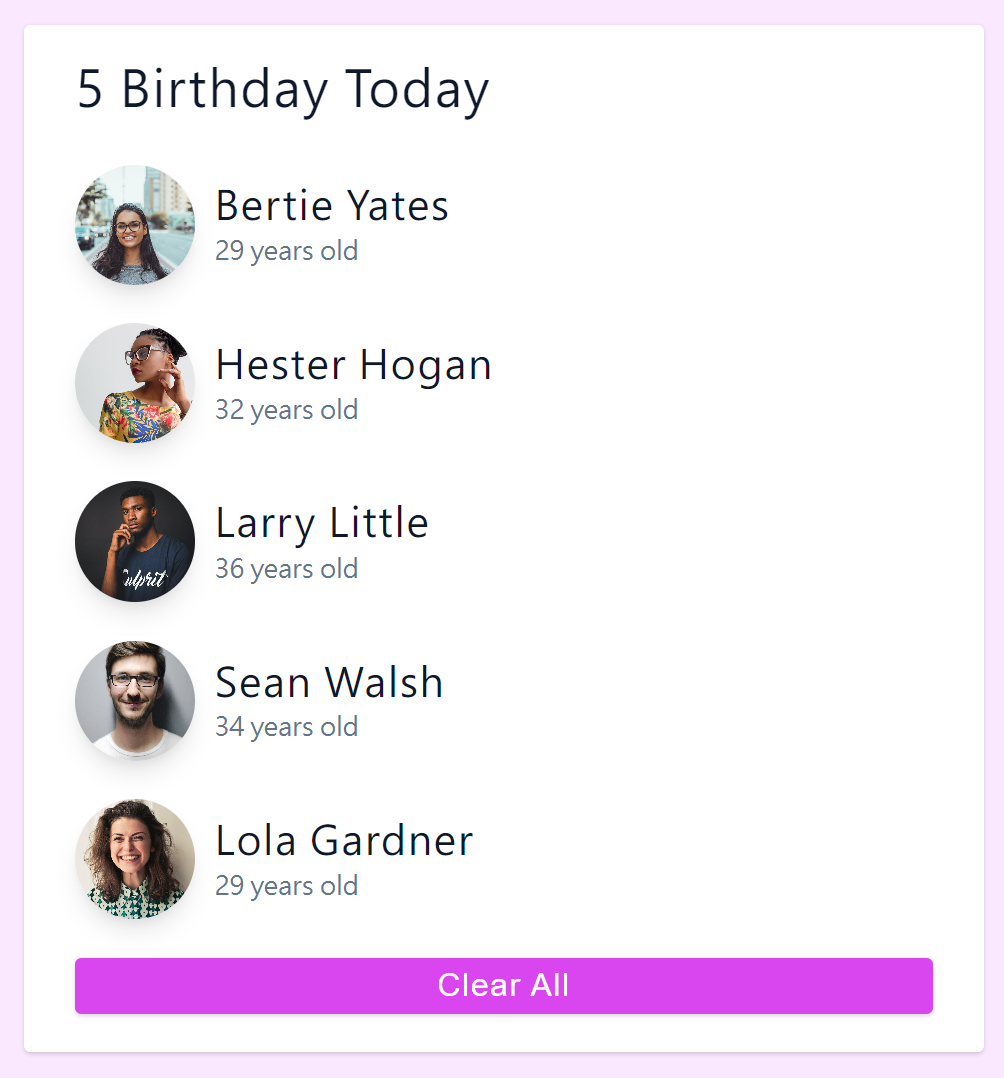 5 Birthday Today
Bertie Yates
29 years old
Hester Hogan
32 years old
Larry Little
36 years old
ulprit
Sean Walsh
34 years old
Lola Gardner
29 years old
Clear All